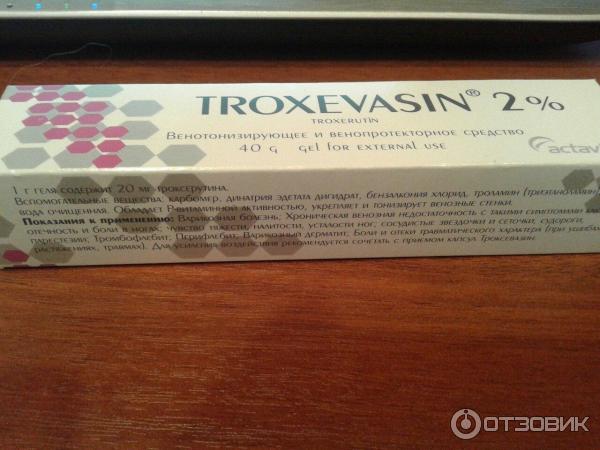 TROXEVASIN® 2%
TROXERUTIN
Венотонизирующее и венопротекторное средство
40 g gel for external use
actav
1 г геля содержит 20 мг троксерутина.
Вспомогательные вещества: карбомер, динатрия эдетата дигидрат, бензалкония хлорид, троламин (триэтаноламин),
вода очищенная. Обладает Р-витаминной активностью, укрепляет и тонизирует венозные стенки.
Показания к применению: Варикозная болезнь; Хроническая венозная недостаточность с такими симптомами как
отечность и боли в ногах; чувство тяжести, налитости, усталости ног; сосудистые звездочки и сеточки, судороги,
парестезии; Тромбофлебит; Перифлебит; Варикозный дерматит; Боли и отеки травматического характера (при ушибах,
растяжениях, травмах). Для усиления воздействия рекомендуется сочетать с приемом капсул Троксевазин.
ОТЗОВИК